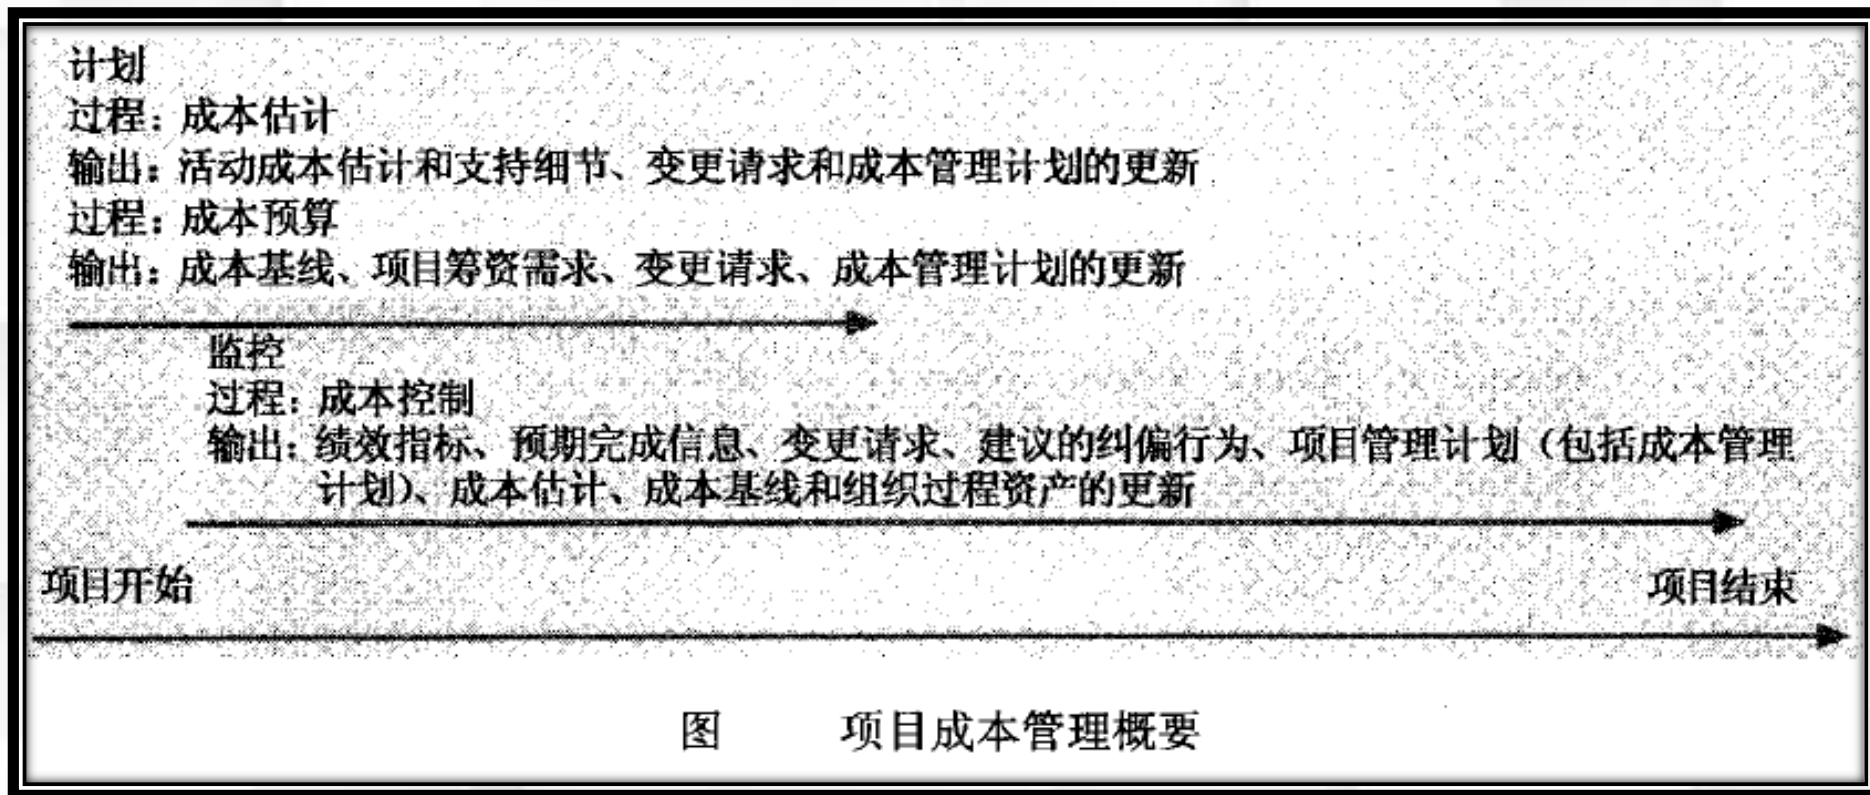 计划
过程：成本估计
输出：活动成本估计和支持细节、变更请求和成本管理计划的更新
过程：成本预算
输出：成本基线、项目筹资需求、变更请求、成本管理计划的更新
监控
过程：成本控制
输出：绩效指标、预期完成信息、变更请求、建议的纠偏行为、项目管理计划（包括成本管理
计划）、成本估计、成本基线和组织过程资产的更新
项目开始 项目结束
图 项目成本管理概要